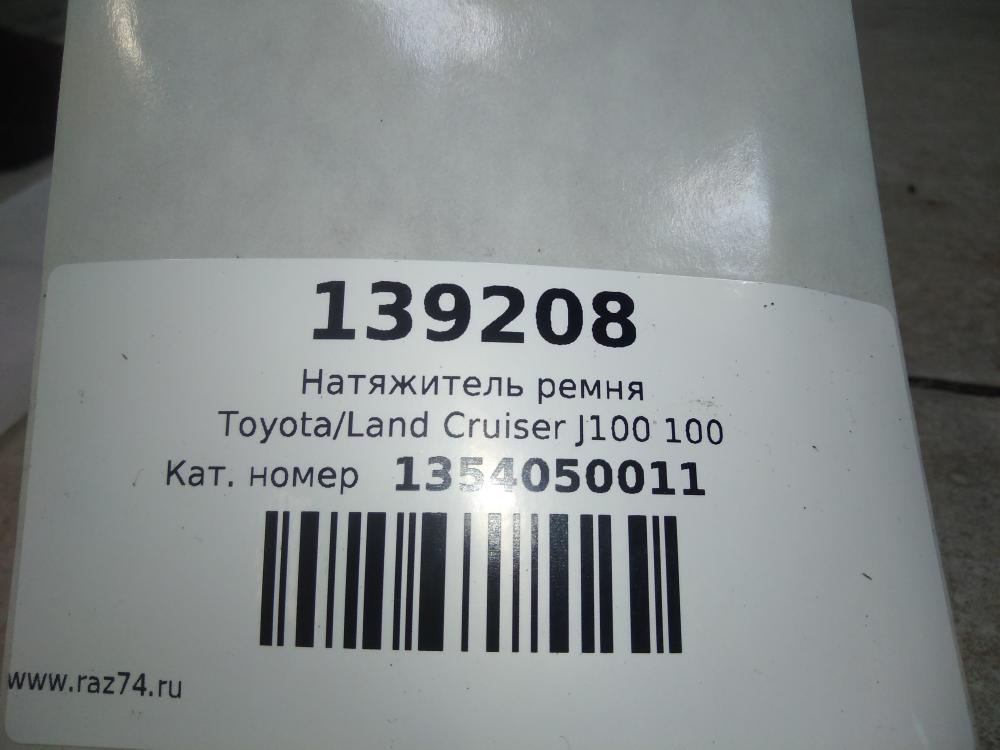 139208
Натяжитель ремня
Toyota/Land Cruiser J100 100
Кат. номер 1354050011
www.raz74.ru